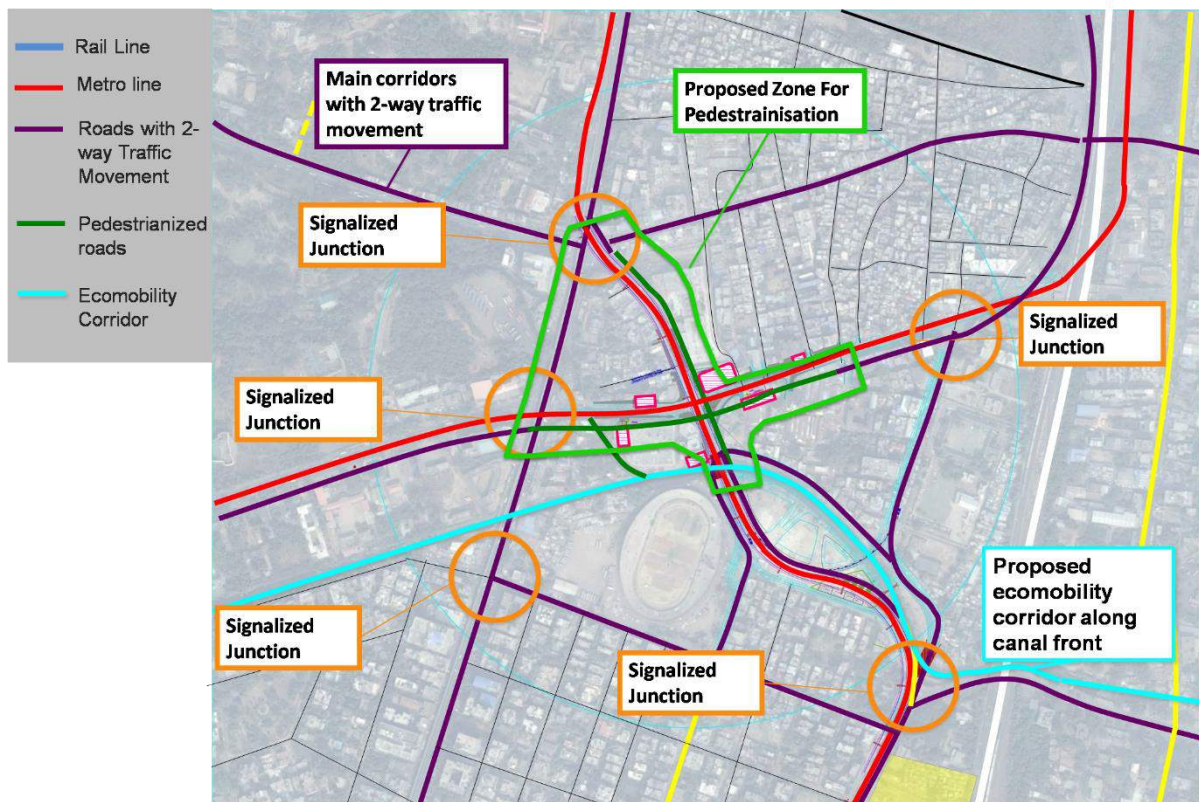 Rail Line
Metro line
Roads with 2-
way Traffic
Movement
Pedestrianized
roads
Ecomobility
Corridor
Main corridors
with 2-way traffic
movement
Proposed Zone For
Pedestrainisation
Signalized
Junction
Signalized
Junction
Signalized
Junction
Signalized
Junction
Signalized
Junction
Proposed
ecomobility
corridor along
canal front